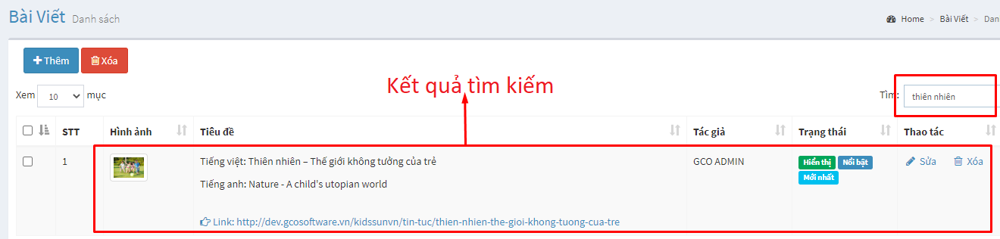 Bài Viết Danh sách
Home > Bài Viết > Dan
Thêm Xóa
Kết quả tìm kiếm
Xem 10 mục
Tìm: thiên nhiên
STT Hình ảnh Tiêu đề Tác giả Trạng thái Thao tác
1 Tiếng việt: Thiên nhiên – Thế giới không tưởng của trẻ GCO ADMIN Hiển thị Nổi bật Sửa Xóa
Mới nhất
Tiếng anh: Nature - A child's utopian world
Link: http://dev.gcosoftware.vn/kidssunvn/tin-tuc/thien-nhien-the-gioi-khong-tuong-cua-tre